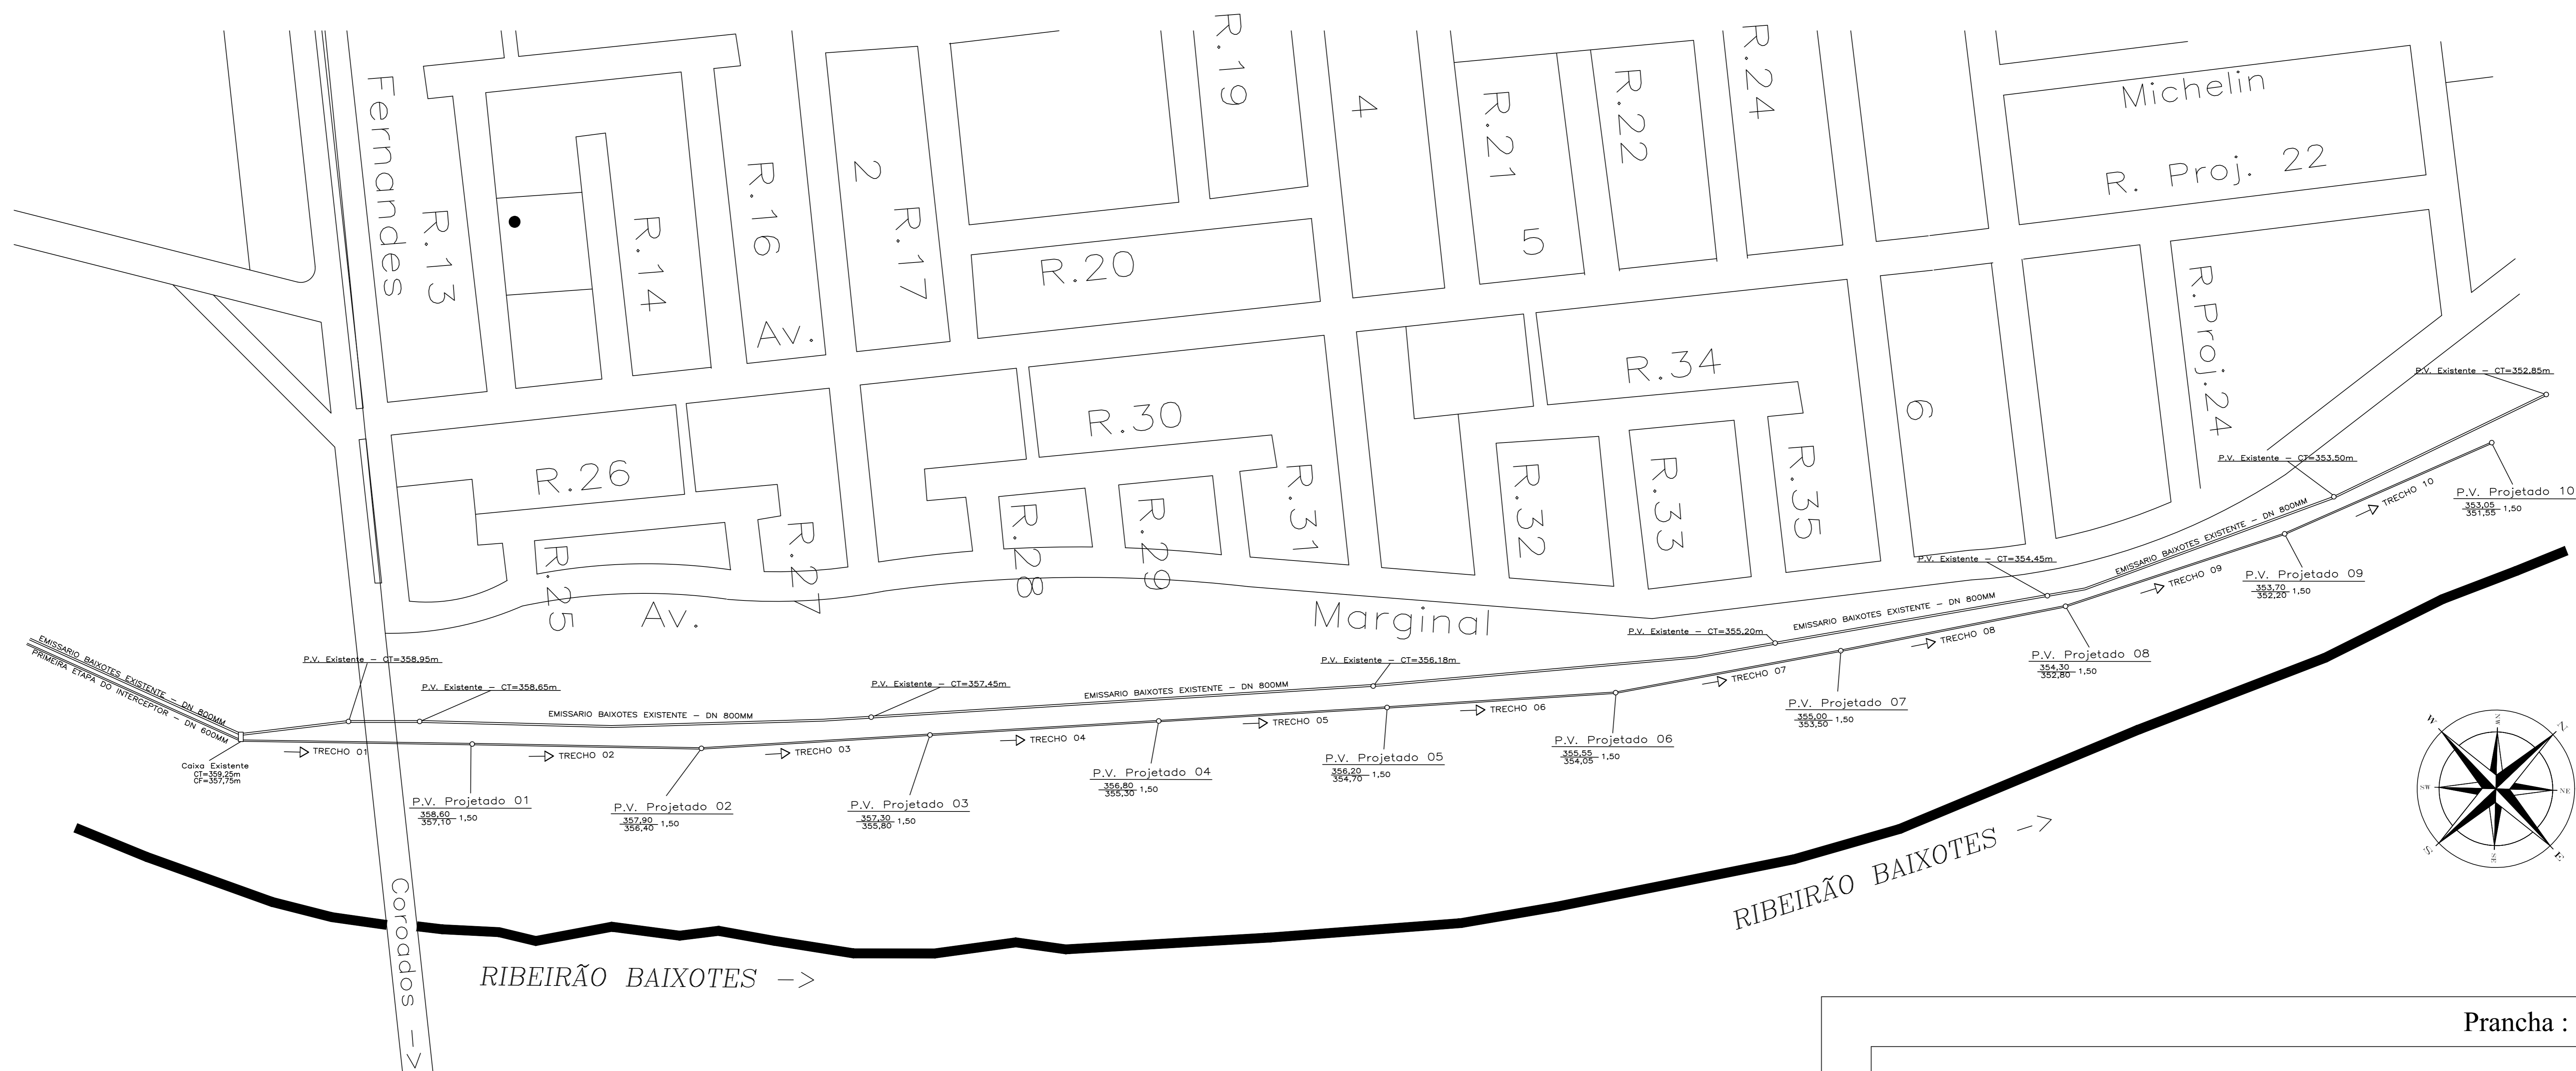 Fernandes
R.13
R.14
R.16
Av.
2
R.17
R.19
R.20
4
R.21
5
R.22
R.24
Michelin
R. Proj. 22
R.Proj.24
R.26
R.25
R.27
R.28
R.29
R.30
R.31
R.32
R.33
R.34
R.35
6
Av.
Marginal
EMISSARIO BAIXOTES EXISTENTE - DN 800MM
PRIMEIRA ETAPA DO INTERCEPTOR - DN 600MM
Caixa Existente
CT=359,25m
CF=357,75m
P.V. Existente - CT=358,95m
P.V. Existente - CT=358,65m
EMISSARIO BAIXOTES EXISTENTE - DN 800MM
P.V. Existente - CT=357,45m
EMISSARIO BAIXOTES EXISTENTE - DN 800MM
P.V. Existente - CT=356,18m
P.V. Existente - CT=355,20m
EMISSARIO BAIXOTES EXISTENTE - DN 800MM
P.V. Existente - CT=354,45m
EMISSARIO BAIXOTES EXISTENTE - DN 800MM
P.V. Existente - CT=353,50m
P.V. Existente - CT=352,85m
TRECHO 01
TRECHO 02
TRECHO 03
TRECHO 04
TRECHO 05
TRECHO 06
TRECHO 07
TRECHO 08
TRECHO 09
TRECHO 10
P.V. Projetado 01
358,60
357,10
1,50
P.V. Projetado 02
357,90
356,40
1,50
P.V. Projetado 03
357,30
355,80
1,50
P.V. Projetado 04
356,80
355,30
1,50
P.V. Projetado 05
356,20
354,70
1,50
P.V. Projetado 06
355,55
354,05
1,50
P.V. Projetado 07
355,00
353,50
1,50
P.V. Projetado 08
354,30
352,80
1,50
P.V. Projetado 09
353,70
352,20
1,50
P.V. Projetado 10
353,05
351,55
1,50
Coroados ->
RIBEIRÃO BAIXOTES ->
RIBEIRÃO BAIXOTES ->
W
NW
N
SW
NE
S
SE
E
Prancha :